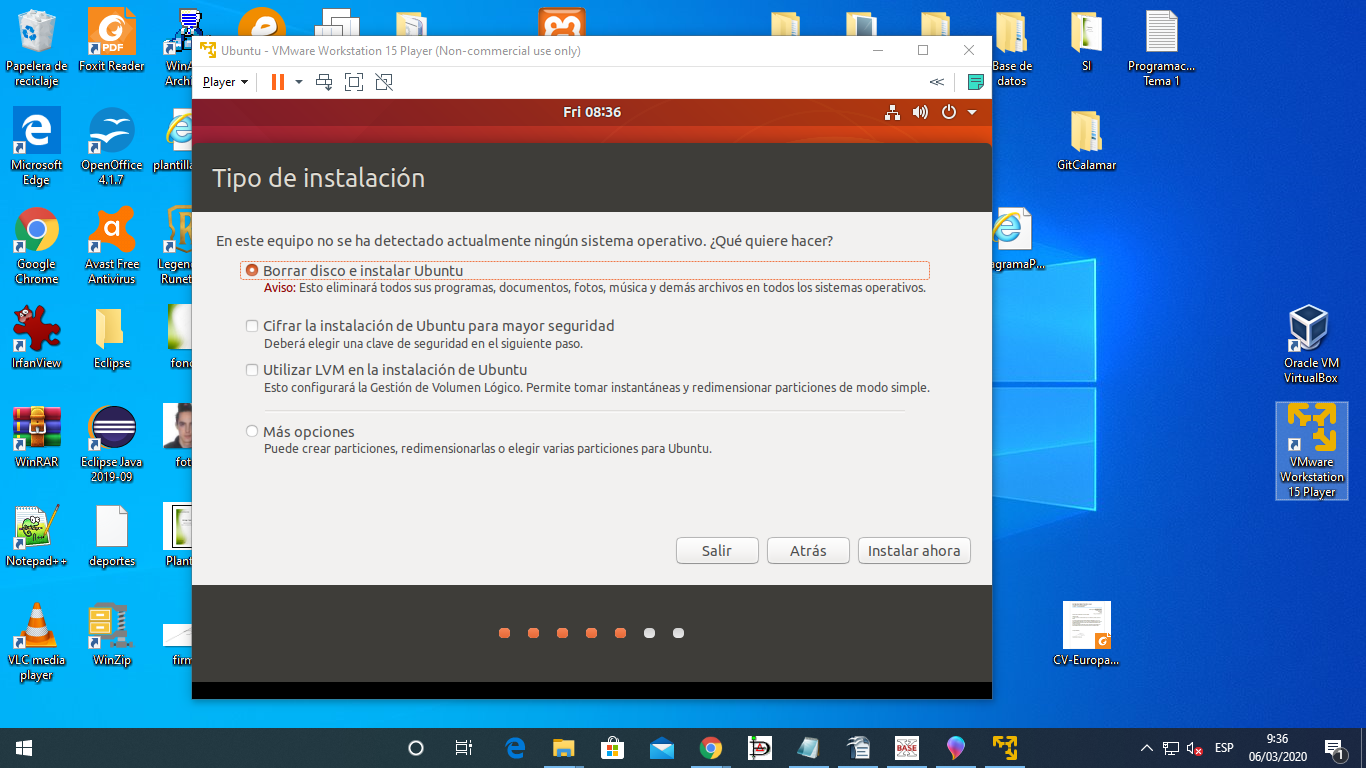 Papelera de
reciclaje
Foxit Reader
PDF
WinA
Archi
Base de
datos
SI
Programac...
Tema 1
Ubuntu - VMware Workstation 15 Player (Non-commercial use only)
Player
Fri 08:36
Tipo de instalación
En este equipo no se ha detectado actualmente ningún sistema operativo. ¿Qué quiere hacer?
Borrar disco e instalar Ubuntu
Aviso: Esto eliminará todos sus programas, documentos, fotos, música y demás archivos en todos los sistemas operativos.
Cifrar la instalación de Ubuntu para mayor seguridad
Deberá elegir una clave de seguridad en el siguiente paso.
Utilizar LVM en la instalación de Ubuntu
Esto configurará la Gestión de Volumen Lógico. Permite tomar instantáneas y redimensionar particiones de modo simple.
Más opciones
Puede crear particiones, redimensionarlas o elegir varias particiones para Ubuntu.
Salir
Atrás
Instalar ahora
Microsoft
Edge
OpenOffice
4.1.7
plantilla
GitCalamar
Google
Chrome
Avast Free
Antivirus
Legen
Runet
agramaP...
IrfanView
Eclipse
fond
Oracle VM
VirtualBox
WinRAR
Eclipse Java
2019-09
fot
VMware
Workstation
15 Player
Notepad++
deportes
Plant
VLC media
player
WinZip
firm
CV-Europa...
BASE
ESP
9:36
06/03/2020
1